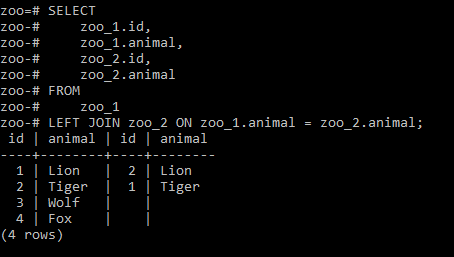 zoo=# SELECT
zoo-#     zoo_1.id,
zoo-#     zoo_1.animal,
zoo-#     zoo_2.id,
zoo-#     zoo_2.animal
zoo-# FROM
zoo-#     zoo_1
zoo-# LEFT JOIN zoo_2 ON zoo_1.animal = zoo_2.animal;
 id | animal | id | animal
----+--------+----+--------
  1 | Lion   |  2 | Lion
  2 | Tiger  |  1 | Tiger
  3 | Wolf   |    |
  4 | Fox    |    |
(4 rows)